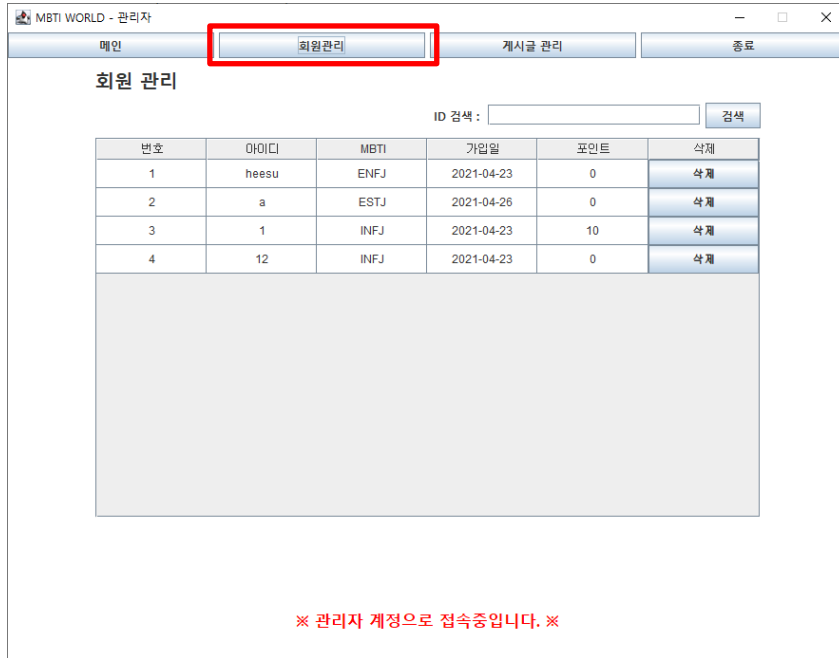 MBTI WORLD - 관리자
메인 회원관리 게시글 관리 종료
회원 관리
ID 검색 : 검색
번호 아이디 MBTI 가입일 포인트 삭제
1 heesu ENFJ 2021-04-23 0 삭제
2 a ESTJ 2021-04-26 0 삭제
3 1 INFJ 2021-04-23 10 삭제
4 12 INFJ 2021-04-23 0 삭제
※ 관리자 계정으로 접속중입니다. ※